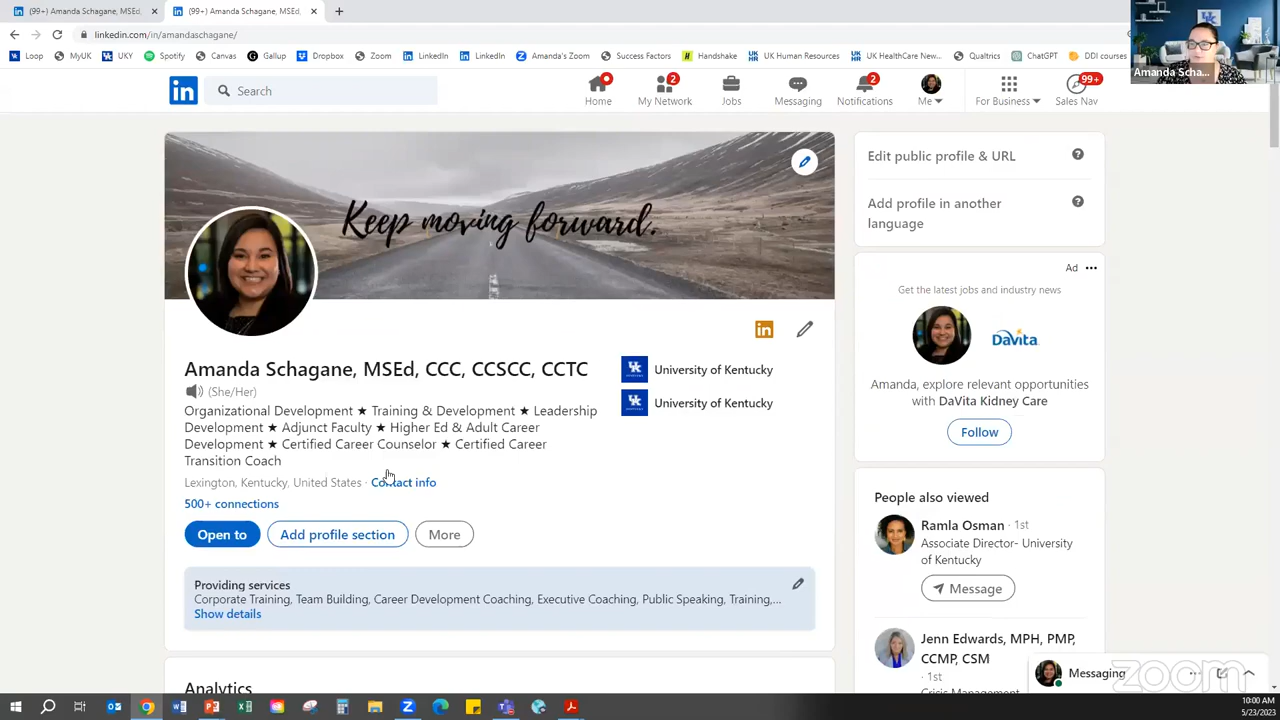 (99+) Amanda Schagane, MSEd,
(99+) Amanda Schagane, MSEd,
linkedin.com/in/amandaschagane/
Loop
MyUK
UKY
Spotify
Canvas
Gallup
Dropbox
Zoom
LinkedIn
LinkedIn
Amanda's Zoom
Success Factors
Handshake
UK Human Resources
UK HealthCare New...
Qualtrics
ChatGPT
DDI courses
Amanda Scha...
Search
Home
2
My Network
Jobs
Messaging
2
Notifications
Me
For Business
99+
Sales Nav
Keep moving forward.
Amanda Schagane, MSEd, CCC, CCSCC, CCTC
(She/Her)
Organizational Development ★ Training & Development ★ Leadership
Development ★ Adjunct Faculty ★ Higher Ed & Adult Career
Development ★ Certified Career Counselor ★ Certified Career
Transition Coach
Lexington, Kentucky, United States · Contact info
500+ connections
Open to
Add profile section
More
University of Kentucky
University of Kentucky
Providing services
Corporate Training, Team Building, Career Development Coaching, Executive Coaching, Public Speaking, Training,...
Show details
Analytics
Edit public profile & URL
Add profile in another
language
Ad
Get the latest jobs and industry news
DaVita
Amanda, explore relevant opportunities
with DaVita Kidney Care
Follow
People also viewed
Ramla Osman · 1st
Associate Director- University
of Kentucky
Message
Jenn Edwards, MPH, PMP,
CCMP, CSM
· 1st
Crisis Management
Messaging
zoom
10:00 AM
5/23/2023